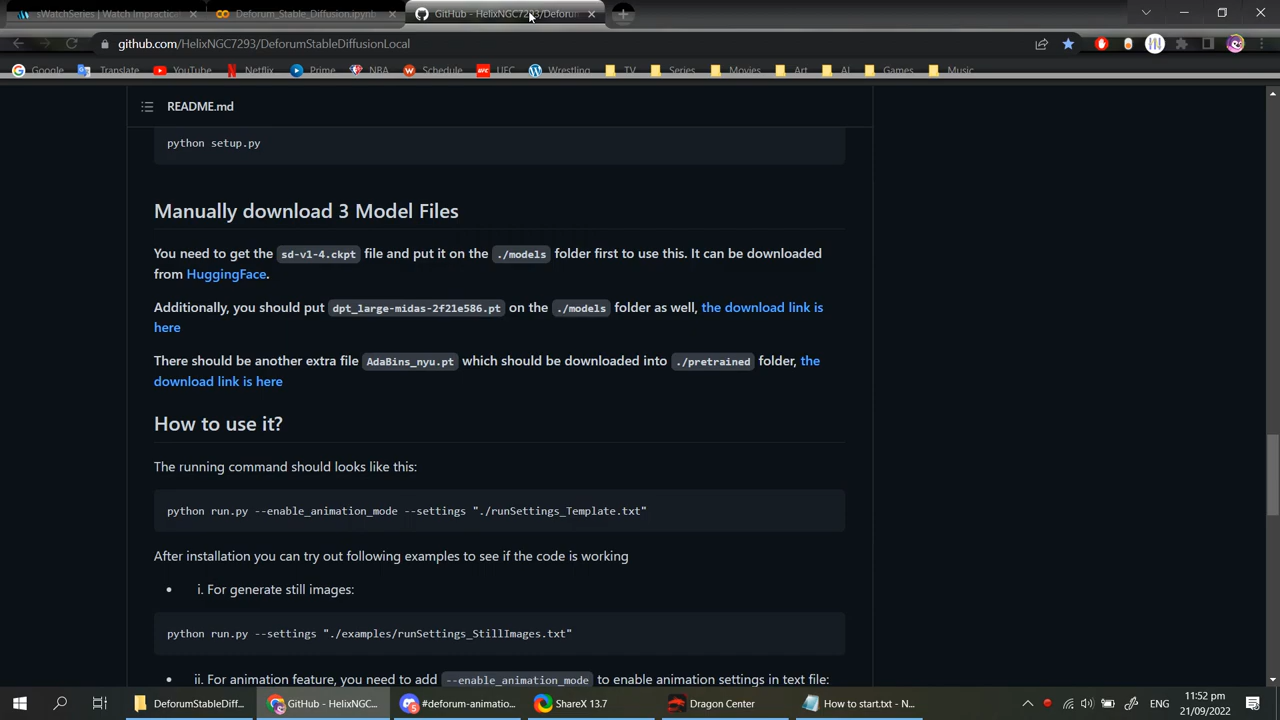 sWatchSeries | Watch Impractica
Deforum_Stable_Diffusion.ipynb
GitHub - HelixNGC7293/Deforum
github.com/HelixNGC7293/DeforumStableDiffusionLocal
Google Translate YouTube Netflix Prime NBA Schedule UFC Wrestling TV Series Movies Art AI Games Music
README.md
python setup.py
Manually download 3 Model Files
You need to get the sd-v1-4.ckpt file and put it on the ./models folder first to use this. It can be downloaded
from HuggingFace.
Additionally, you should put dpt_large-midas-2f21e586.pt on the ./models folder as well, the download link is
here
There should be another extra file AdaBins_nyu.pt which should be downloaded into ./pretrained folder, the
download link is here
How to use it?
The running command should looks like this:
python run.py --enable_animation_mode --settings "./runSettings_Template.txt"
After installation you can try out following examples to see if the code is working
i. For generate still images:
python run.py --settings "./examples/runSettings_StillImages.txt"
ii. For animation feature, you need to add --enable_animation_mode to enable animation settings in text file:
DeforumStableDiff... GitHub - HelixNGC... #deforum-animatio... ShareX 13.7 Dragon Center How to start.txt - N... ENG 11:52 pm
21/09/2022